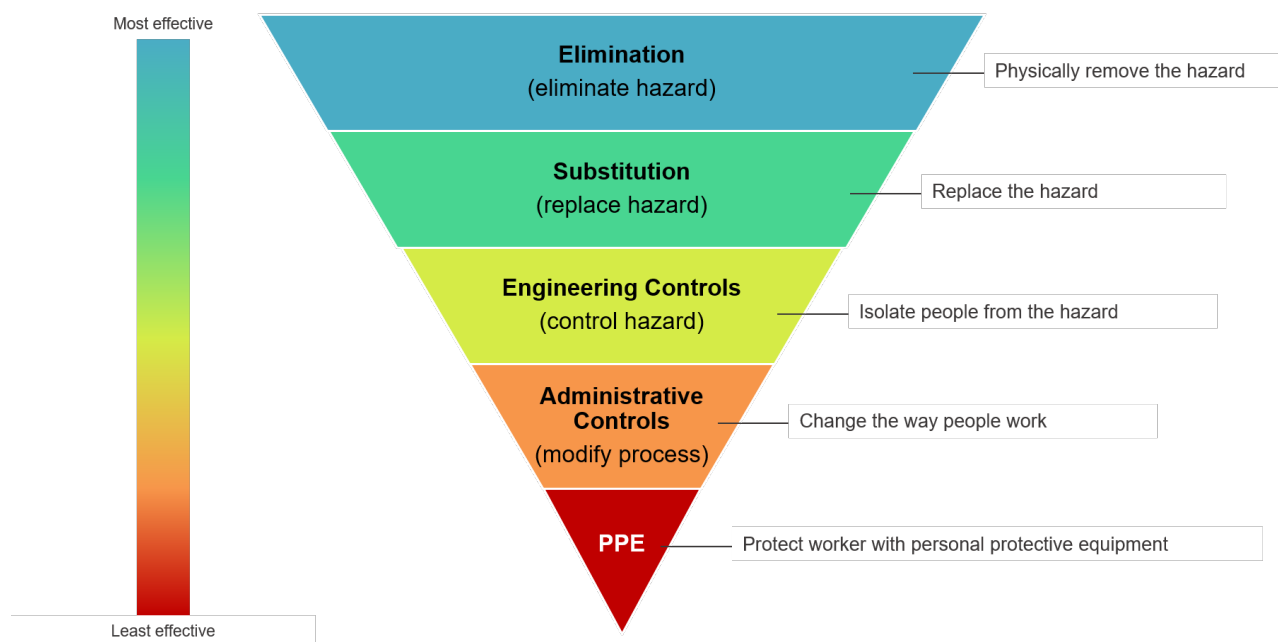 Most effective
Elimination
(eliminate hazard)
Physically remove the hazard
Substitution
(replace hazard)
Replace the hazard
Engineering Controls
(control hazard)
Isolate people from the hazard
Administrative
Controls
(modify process)
Change the way people work
PPE
Protect worker with personal protective equipment
Least effective